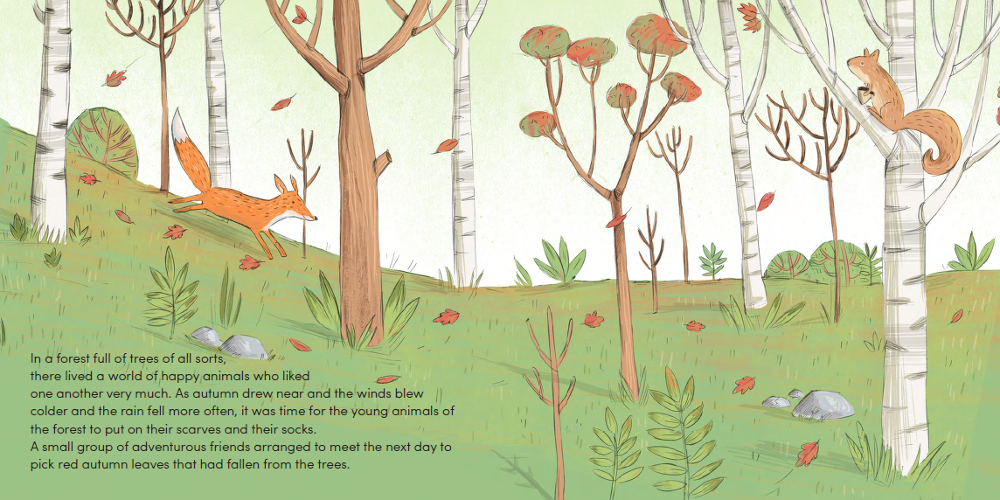 In a forest full of trees of all sorts,
there lived a world of happy animals who liked
one another very much. As autumn drew near and the winds blew
colder and the rain fell more often, it was time for the young animals of
the forest to put on their scarves and their socks.
A small group of adventurous friends arranged to meet the next day to
pick red autumn leaves that had fallen from the trees.